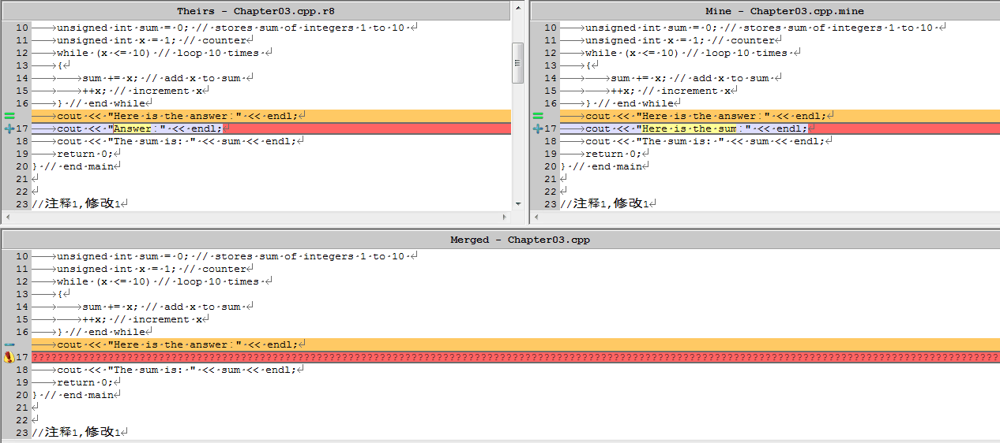 Theirs - Chapter03.cpp.r8
10 unsigned int sum = 0; // stores sum of integers 1 to 10
11 unsigned int x = 1; // counter
12 while (x <= 10) // loop 10 times
13 {
14 sum += x; // add x to sum
15 ++x; // increment x
16 } // end while
cout << "Here is the answer:" << endl;
17 cout << "Answer:" << endl;
18 cout << "The sum is: " << sum << endl;
19 return 0;
20 } // end main
21
22
23 //注释1,修改1
Mine - Chapter03.cpp.mine
10 unsigned int sum = 0; // stores sum of integers 1 to 10
11 unsigned int x = 1; // counter
12 while (x <= 10) // loop 10 times
13 {
14 sum += x; // add x to sum
15 ++x; // increment x
16 } // end while
cout << "Here is the answer:" << endl;
17 cout << "Here is the sum:" << endl;
18 cout << "The sum is: " << sum << endl;
19 return 0;
20 } // end main
21
22
23 //注释1,修改1
Merged - Chapter03.cpp
10 unsigned int sum = 0; // stores sum of integers 1 to 10
11 unsigned int x = 1; // counter
12 while (x <= 10) // loop 10 times
13 {
14 sum += x; // add x to sum
15 ++x; // increment x
16 } // end while
cout << "Here is the answer:" << endl;
17 ?????????????????????????????????????????????????????????????????????????????????????????????????????????????????????????????????????????????????????????
18 cout << "The sum is: " << sum << endl;
19 return 0;
20 } // end main
21
22
23 //注释1,修改1